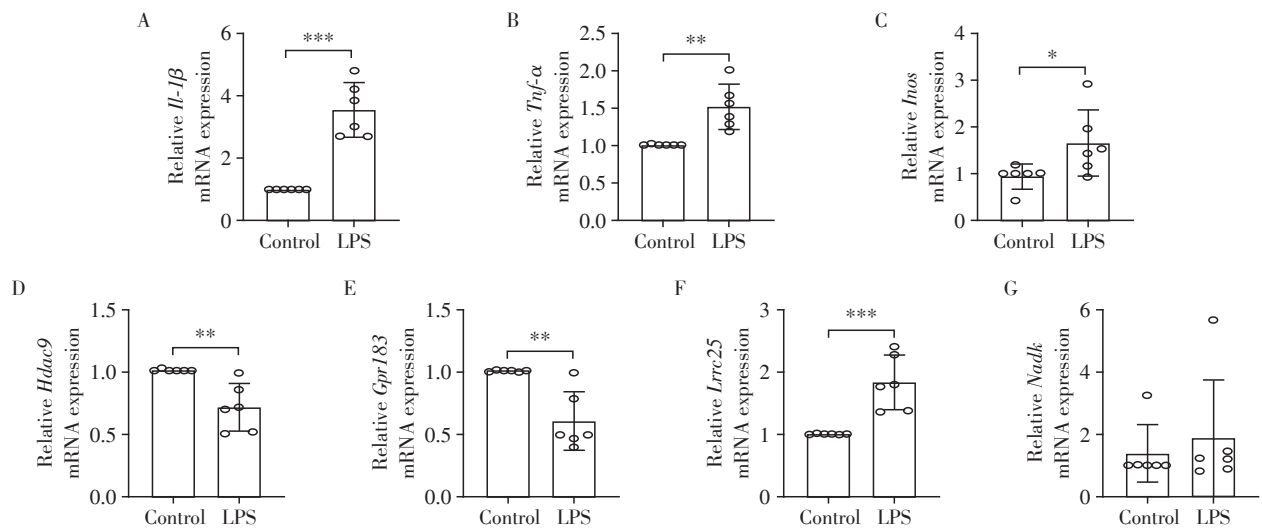 A
Relative Il-1β
mRNA expression
6
4
2
0
***
Control LPS
B
Relative Tnf-α
mRNA expression
2.5
2.0
1.5
1.0
0.5
0.0
**
Control LPS
C
Relative Inos
mRNA expression
4
3
2
1
0
*
Control LPS
D
Relative Hdac9
mRNA expression
1.5
1.0
0.5
0.0
**
Control LPS
E
Relative Gpr183
mRNA expression
1.5
1.0
0.5
0.0
**
Control LPS
F
Relative Lrrc25
mRNA expression
3
2
1
0
***
Control LPS
G
Relative Nadk
mRNA expression
6
4
2
0
Control LPS